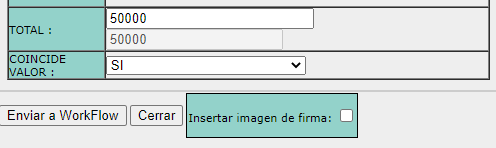 TOTAL :
50000
50000
COINCIDE
VALOR :
SI
Enviar a WorkFlow
Cerrar
Insertar imagen de firma: